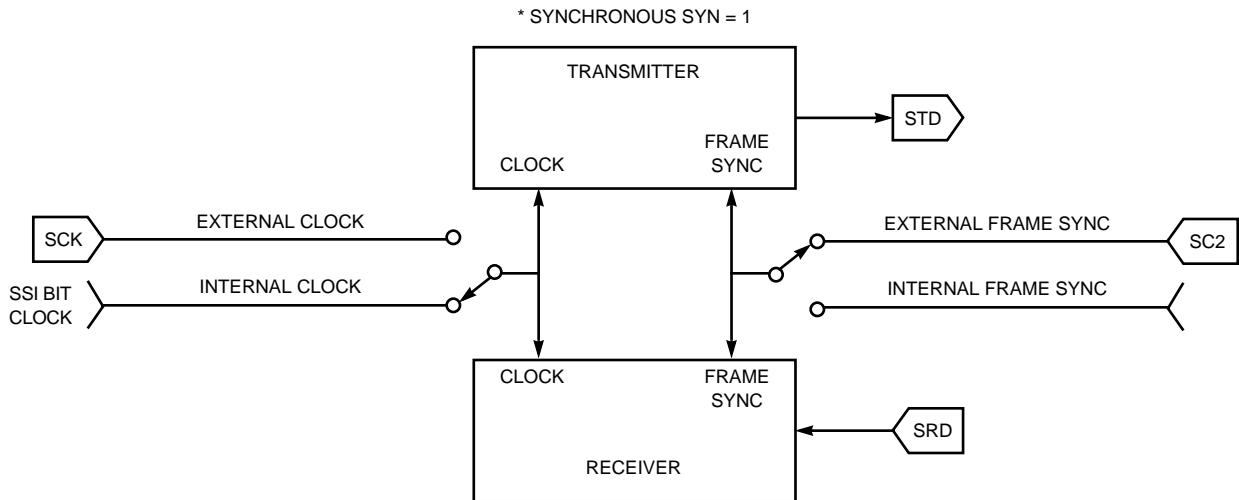 * SYNCHRONOUS SYN = 1
TRANSMITTER
STD
CLOCK
FRAME
SYNC
SCK
EXTERNAL CLOCK
EXTERNAL FRAME SYNC
SC2
SSI BIT
CLOCK
INTERNAL CLOCK
INTERNAL FRAME SYNC
CLOCK
FRAME
SYNC
SRD
RECEIVER